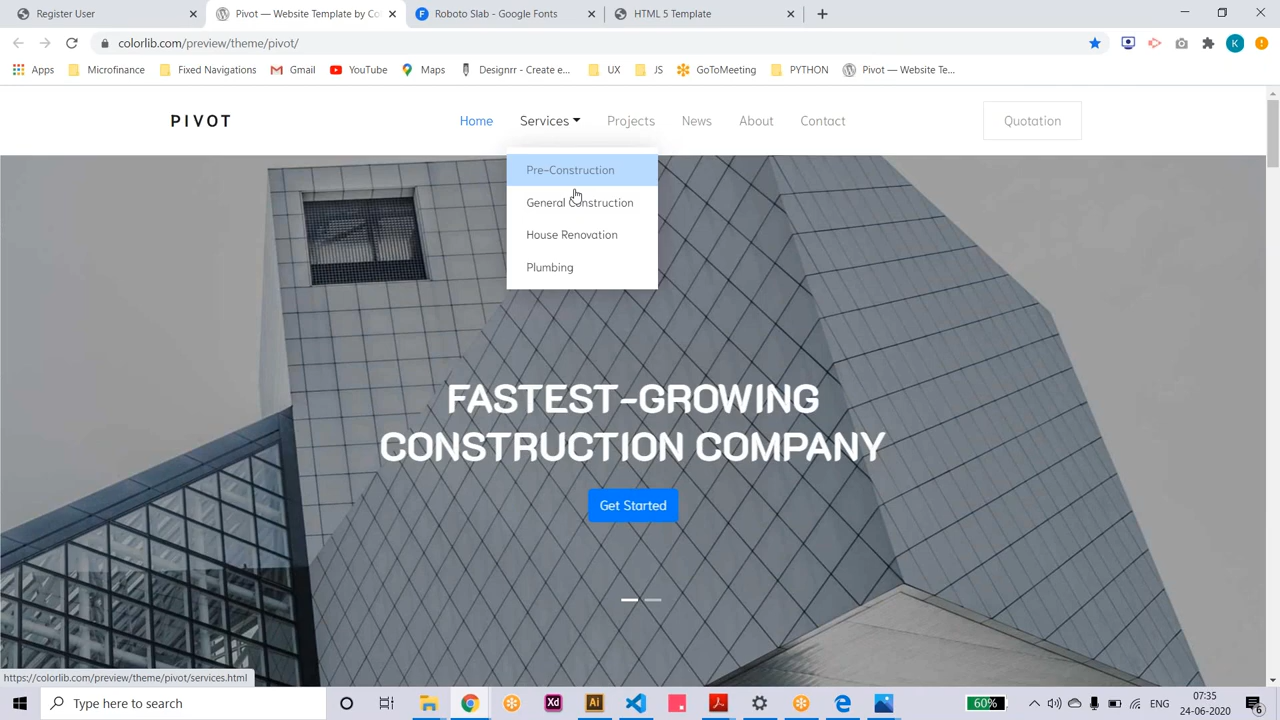 Register User
Pivot — Website Template by Co
Roboto Slab - Google Fonts
HTML 5 Template
colorlib.com/preview/theme/pivot/
K
Apps
Microfinance
Fixed Navigations
Gmail
YouTube
Maps
Designrr - Create e...
UX
JS
GoToMeeting
PYTHON
Pivot — Website Te...
PIVOT
Home
Services
Projects
News
About
Contact
Quotation
Pre-Construction
General Construction
House Renovation
Plumbing
FASTEST-GROWING
CONSTRUCTION COMPANY
Get Started
https://colorlib.com/preview/theme/pivot/services.html
Type here to search
Xd
Ai
60%
ENG
07:35
24-06-2020
6